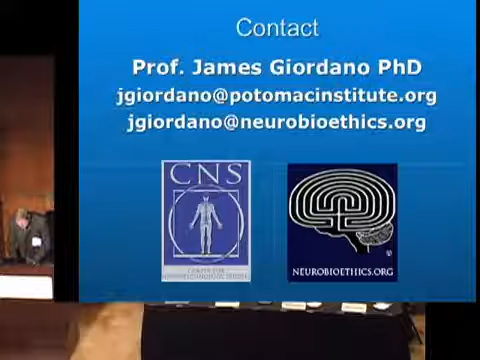 Contact
Prof. James Giordano PhD
jgiordano@potomacinstitute.org
jgiordano@neurobioethics.org
CNS
NEUROBIOETHICS.ORG